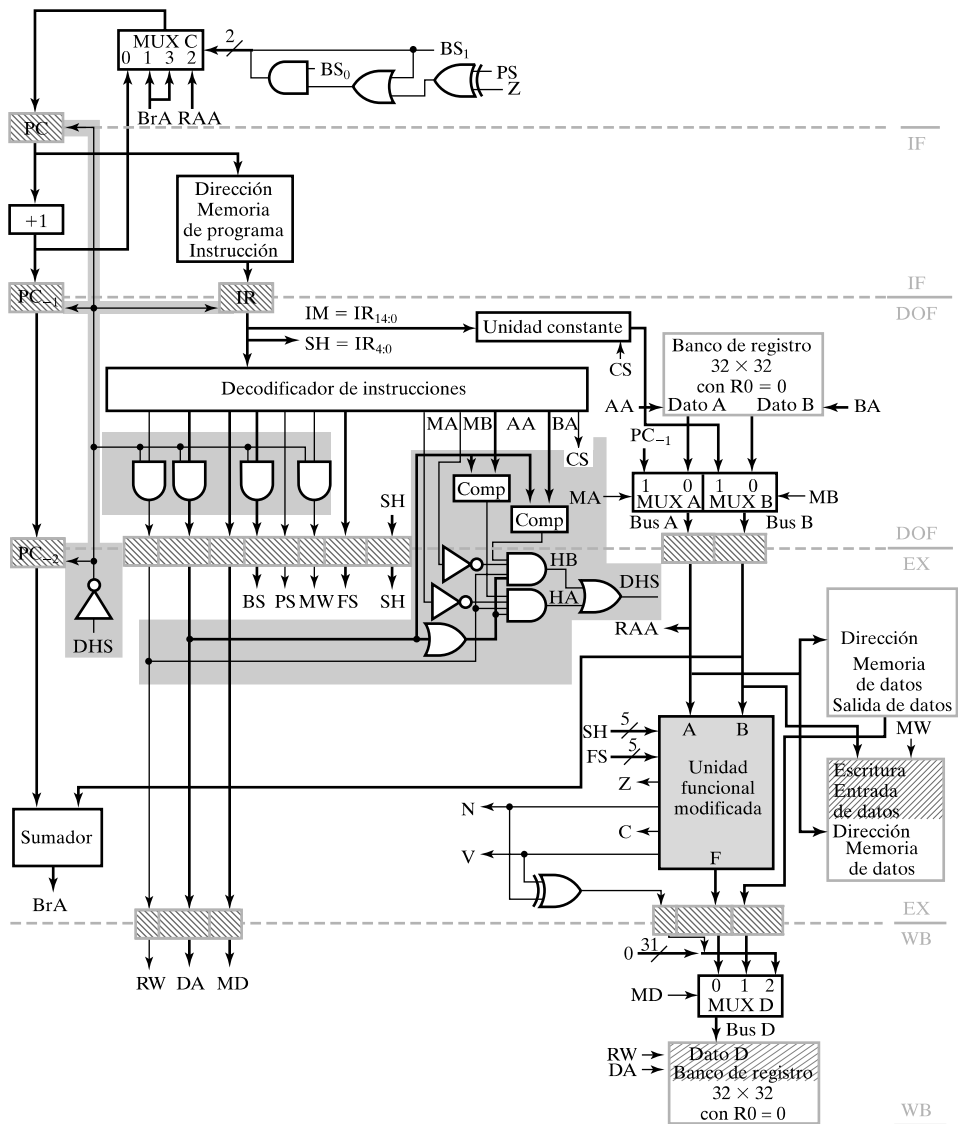 MUX C
0 1 3 2
2
BS₁
BS₀
PS
Z
BrA RAA
PC
IF
Dirección
Memoria
de programa
Instrucción
+1
PC₋₁
IR
IF
DOF
IM = IR₁₄:₀
SH = IR₄:₀
Unidad constante
CS
Banco de registro
32 × 32
con R0 = 0
Dato A Dato B
AA
BA
Decodificador de instrucciones
MA MB AA BA
CS
PC₋₁
1 0 1 0
MUX A MUX B
MA
MB
Bus A Bus B
Comp
Comp
SH
PC₋₂
DOF
EX
HB
HA
DHS
BS PS MW FS SH
DHS
RAA
Dirección
Memoria
de datos
Salida de datos
MW
SH 5
FS 5
A B
Unidad
funcional
modificada
Z
N
C
V
F
Escritura
Entrada
de datos
Dirección
Memoria
de datos
Sumador
BrA
EX
WB
0 31
RW DA MD
MD
0 1 2
MUX D
Bus D
RW
DA
Dato D
Banco de registro
32 × 32
con R0 = 0
WB